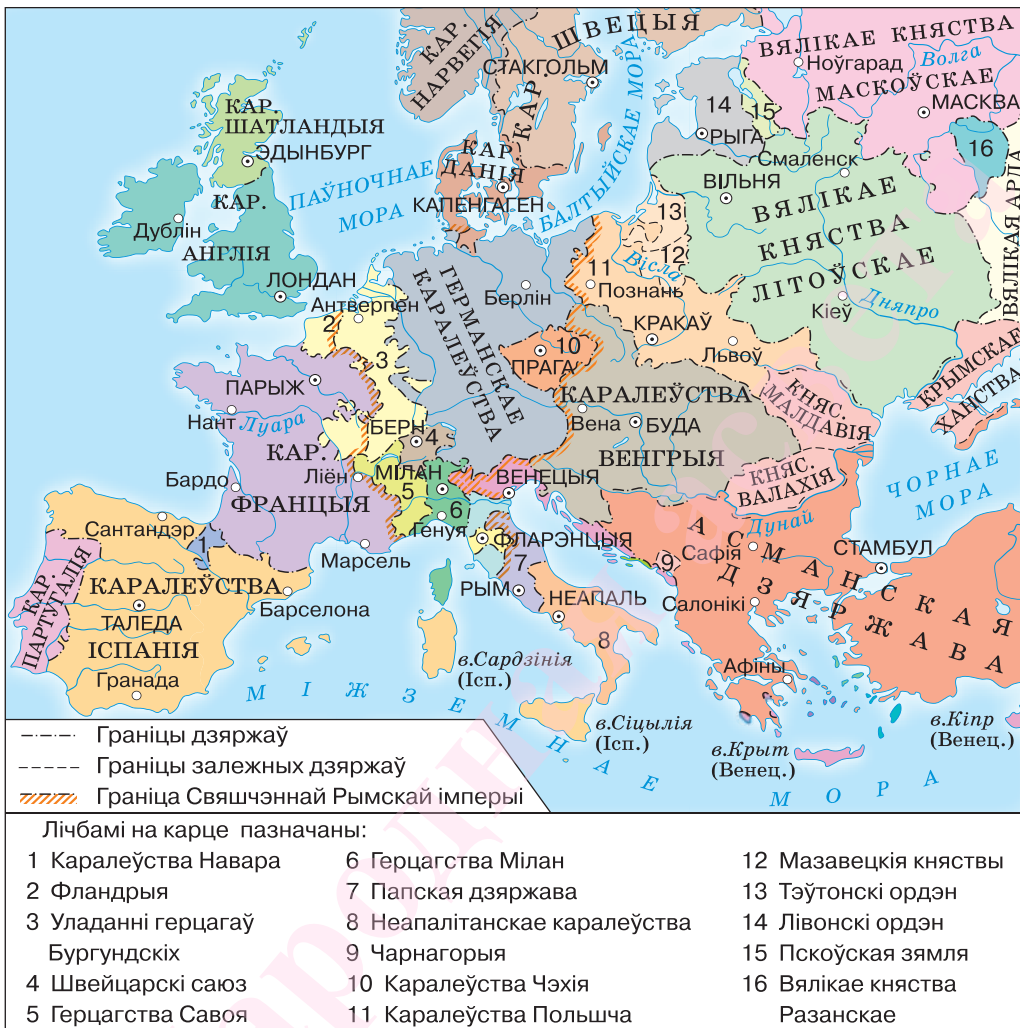 КАР. НАРВЕГІЯ
КАР. ШВЕЦЫЯ
СТАКГОЛЬМ
ВЯЛІКАЕ КНЯСТВА
МАСКОЎСКАЕ
Ноўгарад
Волга
МАСКВА
КАР.
ШАТЛАНДЫЯ
ЭДЫНБУРГ
ПАЎНОЧНАЕ
МОРА
КАР.
ДАНІЯ
КАПЕНГАГЕН
БАЛТЫЙСКАЕ МОРА
14
15
РЫГА
16
Смаленск
ВІЛЬНЯ
ВЯЛІКАЕ
КНЯСТВА
ЛІТОЎСКАЕ
ВЯЛІКАЯ АРДА
Дублін
КАР.
АНГЛІЯ
ЛОНДАН
Антверпен
2
3
ГЕРМАНСКАЕ
КАРАЛЕЎСТВА
Берлін
13
12
11
Вісла
Познань
КРАКАЎ
Львоў
Кіеў
Дняпро
10
ПРАГА
КРЫМСКАЕ
ХАНСТВА
ПАРЫЖ
Нант
Луара
КАР.
ФРАНЦЫЯ
БЕРН
4
КАРАЛЕЎСТВА
Вена
БУДА
ВЕНГРЫЯ
КНЯС.
МАЛДАВІЯ
КНЯС.
ВАЛАХІЯ
Бардо
Ліён
МІЛАН
5
6
ВЕНЕЦЫЯ
Генуя
ФЛАРЭНЦЫЯ
7
Марсель
РЫМ
НЕАПАЛЬ
8
ЧОРНАЕ
МОРА
Дунай
Сафія
9
СТАМБУЛ
Салонікі
АСМАНСКАЯ
ДЗЯРЖАВА
Афіны
Сантандэр
1
КАР.
ПАРТУГАЛІЯ
КАРАЛЕЎСТВА
ТАЛЕДА
ІСПАНІЯ
Барселона
Гранада
в.Сардзінія
(Ісп.)
в.Сіцылія
(Ісп.)
в.Крыт
(Венец.)
в.Кіпр
(Венец.)
МІЖЗЕМНАЕ
МОРА
Граніцы дзяржаў
Граніцы залежных дзяржаў
Граніца Свяшчэннай Рымскай імперыі
Лічбамі на карце пазначаны:
1 Каралеўства Навара
2 Фландрыя
3 Уладанні герцагаў
Бургундскіх
4 Швейцарскі саюз
5 Герцагства Савоя
6 Герцагства Мілан
7 Папская дзяржава
8 Неапалітанскае каралеўства
9 Чарнагорыя
10 Каралеўства Чэхія
11 Каралеўства Польшча
12 Мазавецкія княствы
13 Тэўтонскі ордэн
14 Лівонскі ордэн
15 Пскоўская зямля
16 Вялікае княства
Разанскае